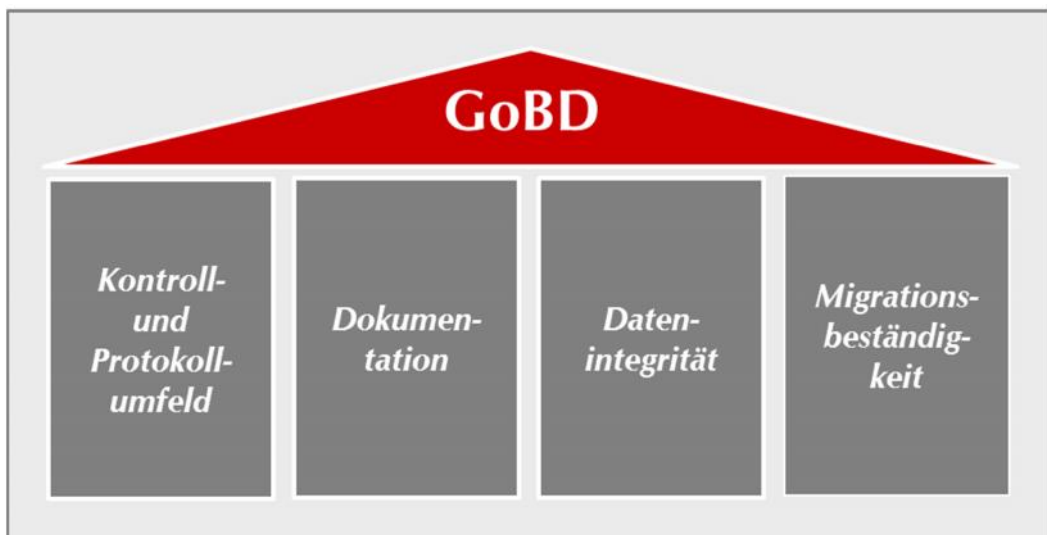 GoBD
Kontroll-
und
Protokoll-
umfeld
Dokumen-
tation
Daten-
integrität
Migrations-
beständig-
keit